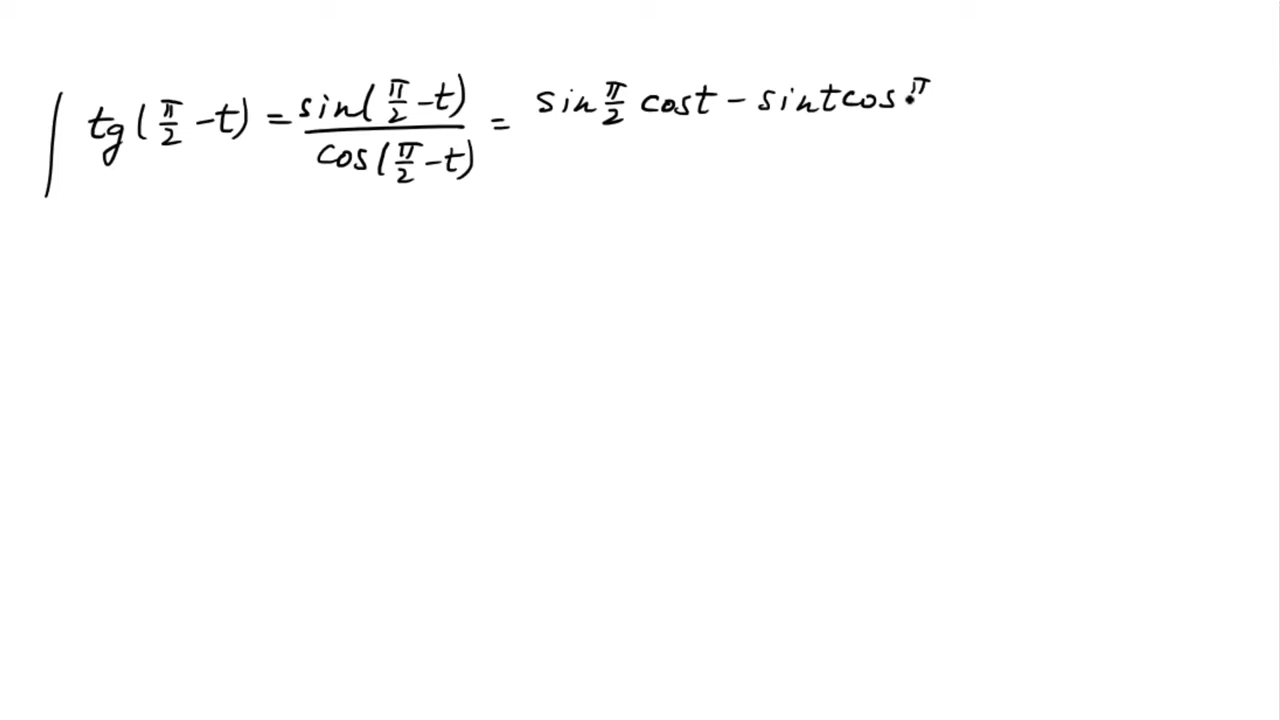 tg(π/2 - t) = sin(π/2 - t) / cos(π/2 - t) = sin π/2 cos t - sin t cos π